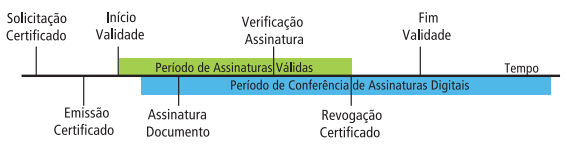 Solicitação
Certificado
Início
Validade
Verificação
Assinatura
Fim
Validade
Período de Assinaturas Válidas
Tempo
Período de Conferência de Assinaturas Digitais
Emissão
Certificado
Assinatura
Documento
Revogação
Certificado